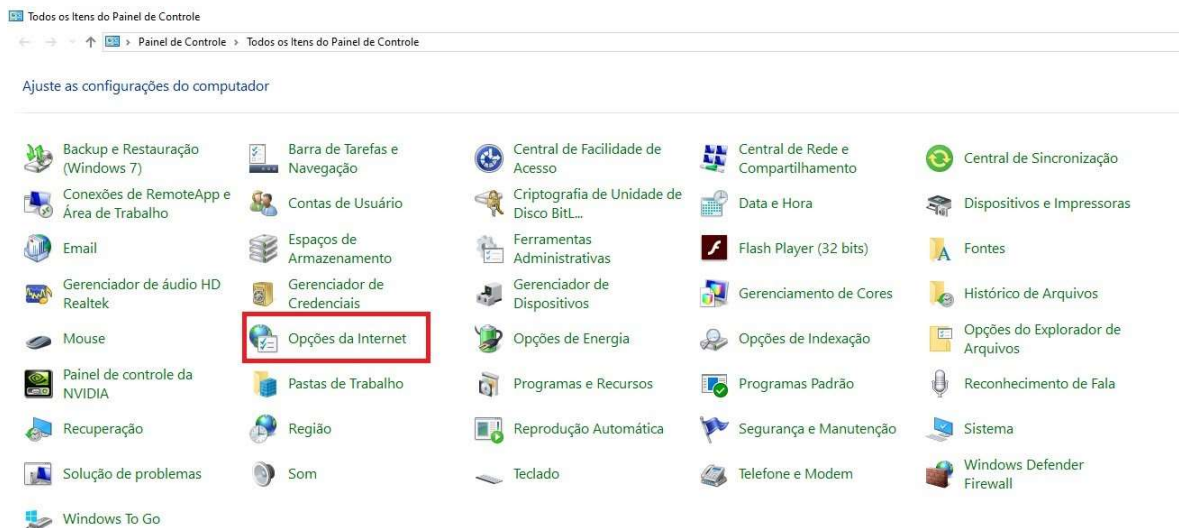 Todos os Itens do Painel de Controle
Painel de Controle > Todos os Itens do Painel de Controle
Ajuste as configurações do computador
Backup e Restauração
(Windows 7)
Barra de Tarefas e
Navegação
Central de Facilidade de
Acesso
Central de Rede e
Compartilhamento
Central de Sincronização
Conexões de RemoteApp e
Área de Trabalho
Contas de Usuário
Criptografia de Unidade de
Disco BitL...
Data e Hora
Dispositivos e Impressoras
Email
Espaços de
Armazenamento
Ferramentas
Administrativas
Flash Player (32 bits)
Fontes
Gerenciador de áudio HD
Realtek
Gerenciador de
Credenciais
Gerenciador de
Dispositivos
Gerenciamento de Cores
Histórico de Arquivos
Mouse
Opções da Internet
Opções de Energia
Opções de Indexação
Opções do Explorador de
Arquivos
Painel de controle da
NVIDIA
Pastas de Trabalho
Programas e Recursos
Programas Padrão
Reconhecimento de Fala
Recuperação
Região
Reprodução Automática
Segurança e Manutenção
Sistema
Solução de problemas
Som
Teclado
Telefone e Modem
Windows Defender
Firewall
Windows To Go